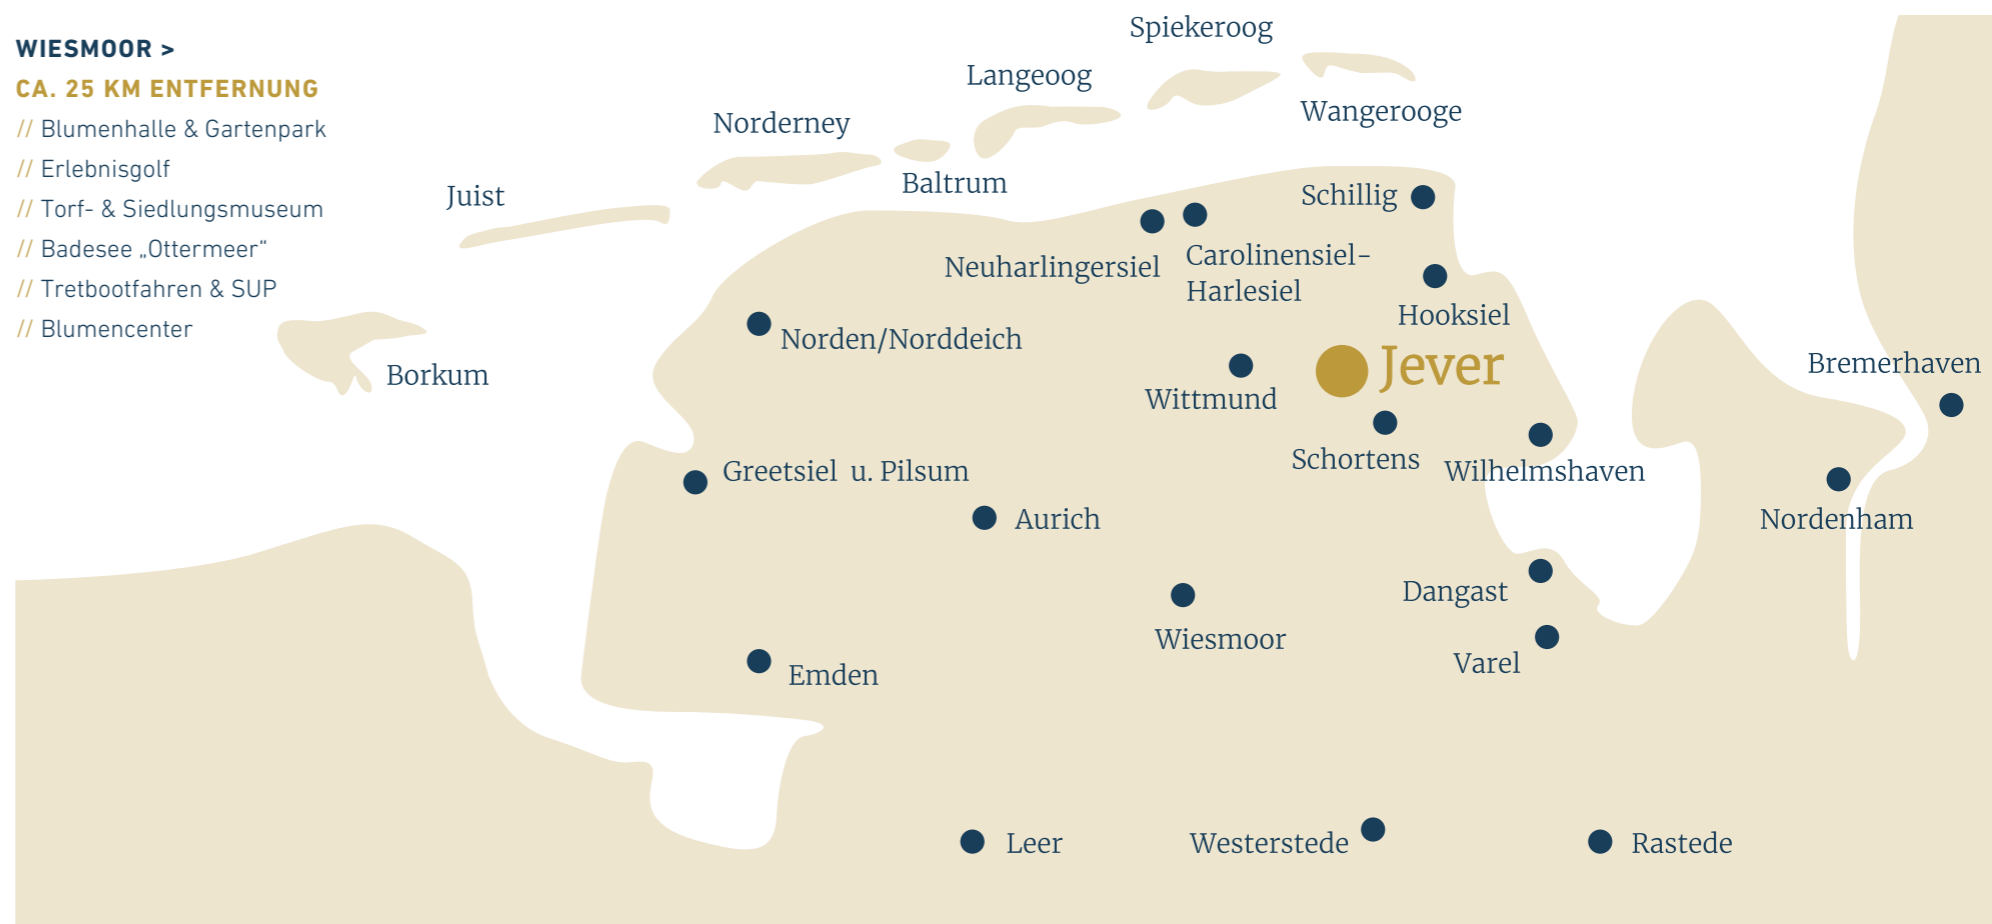 WIESMOOR >
CA. 25 KM ENTFERNUNG
// Blumenhalle & Gartenpark
// Erlebnisgolf
// Torf- & Siedlungsmuseum
// Badesee „Ottermeer“
// Tretbootfahren & SUP
// Blumencenter
Spiekeroog
Langeoog
Wangerooge
Norderney
Baltrum
Juist
Schillig
Neuharlingersiel
Carolinensiel-
Harlesiel
Hooksiel
Norden/Norddeich
Jever
Bremerhaven
Borkum
Wittmund
Schortens
Wilhelmshaven
Greetsiel u. Pilsum
Aurich
Nordenham
Dangast
Wiesmoor
Varel
Emden
Leer
Westerstede
Rastede